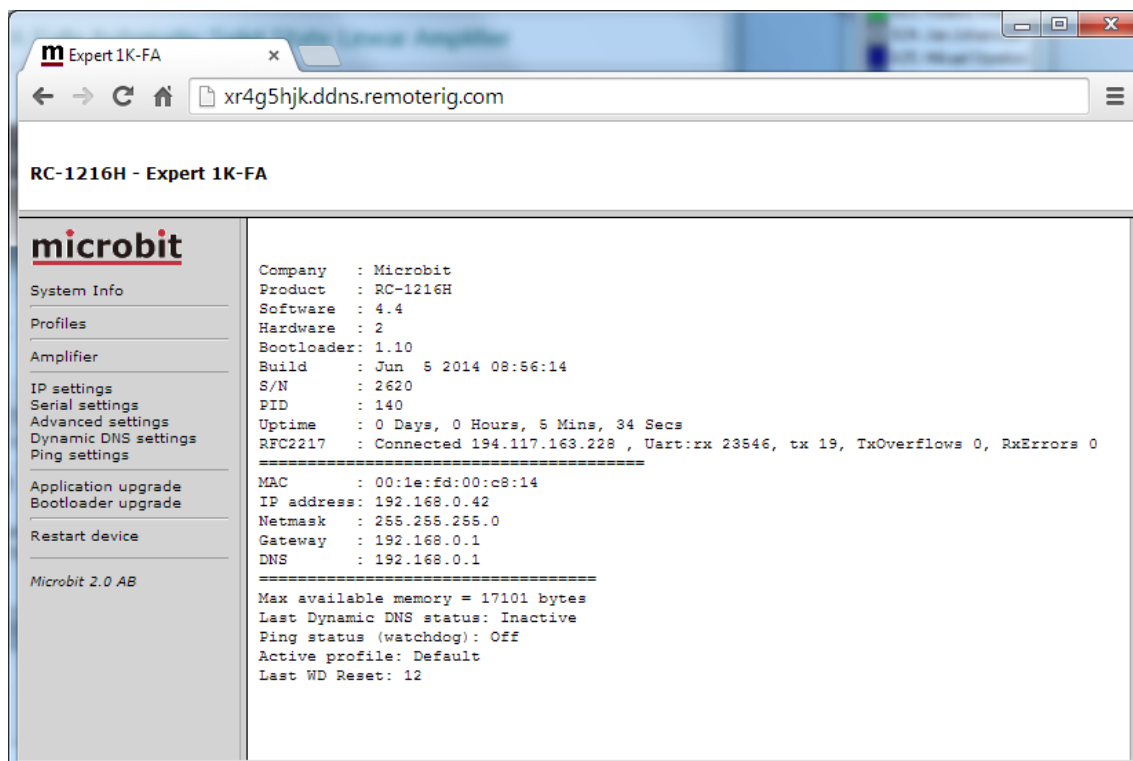 Expert 1K-FA
xr4g5hjk.ddns.remoterig.com
RC-1216H - Expert 1K-FA
microbit
System Info
Profiles
Amplifier
IP settings
Serial settings
Advanced settings
Dynamic DNS settings
Ping settings
Application upgrade
Bootloader upgrade
Restart device
Microbit 2.0 AB
Company   : Microbit
Product   : RC-1216H
Software  : 4.4
Hardware  : 2
Bootloader: 1.10
Build     : Jun  5 2014 08:56:14
S/N       : 2620
PID       : 140
Uptime    : 0 Days, 0 Hours, 5 Mins, 34 Secs
RFC2217   : Connected 194.117.163.228 , Uart:rx 23546, tx 19, TxOverflows 0, RxErrors 0
========================================
MAC       : 00:1e:fd:00:c8:14
IP address: 192.168.0.42
Netmask   : 255.255.255.0
Gateway   : 192.168.0.1
DNS       : 192.168.0.1
===================================
Max available memory = 17101 bytes
Last Dynamic DNS status: Inactive
Ping status (watchdog): Off
Active profile: Default
Last WD Reset: 12